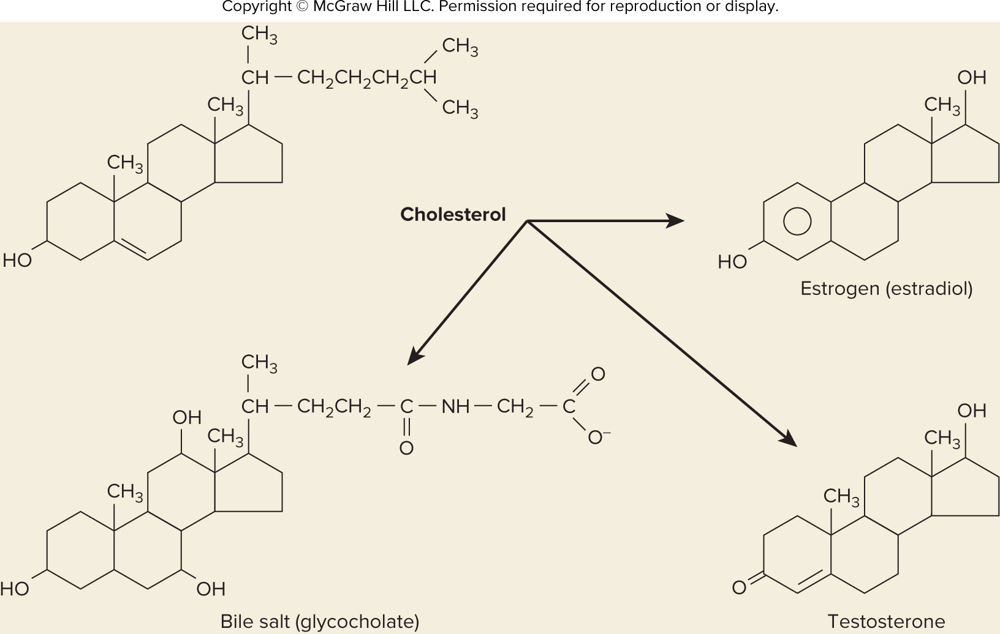 Copyright © McGraw Hill LLC. Permission required for reproduction or display.
CH₃
CH — CH₂CH₂CH₂CH
CH₃
CH₃
CH₃
CH₃
HO
Cholesterol
OH
CH₃
HO
Estrogen (estradiol)
CH₃
CH — CH₂CH₂ — C — NH — CH₂ — C
O
O
O⁻
OH
CH₃
CH₃
HO
OH
Bile salt (glycocholate)
OH
CH₃
CH₃
O
Testosterone